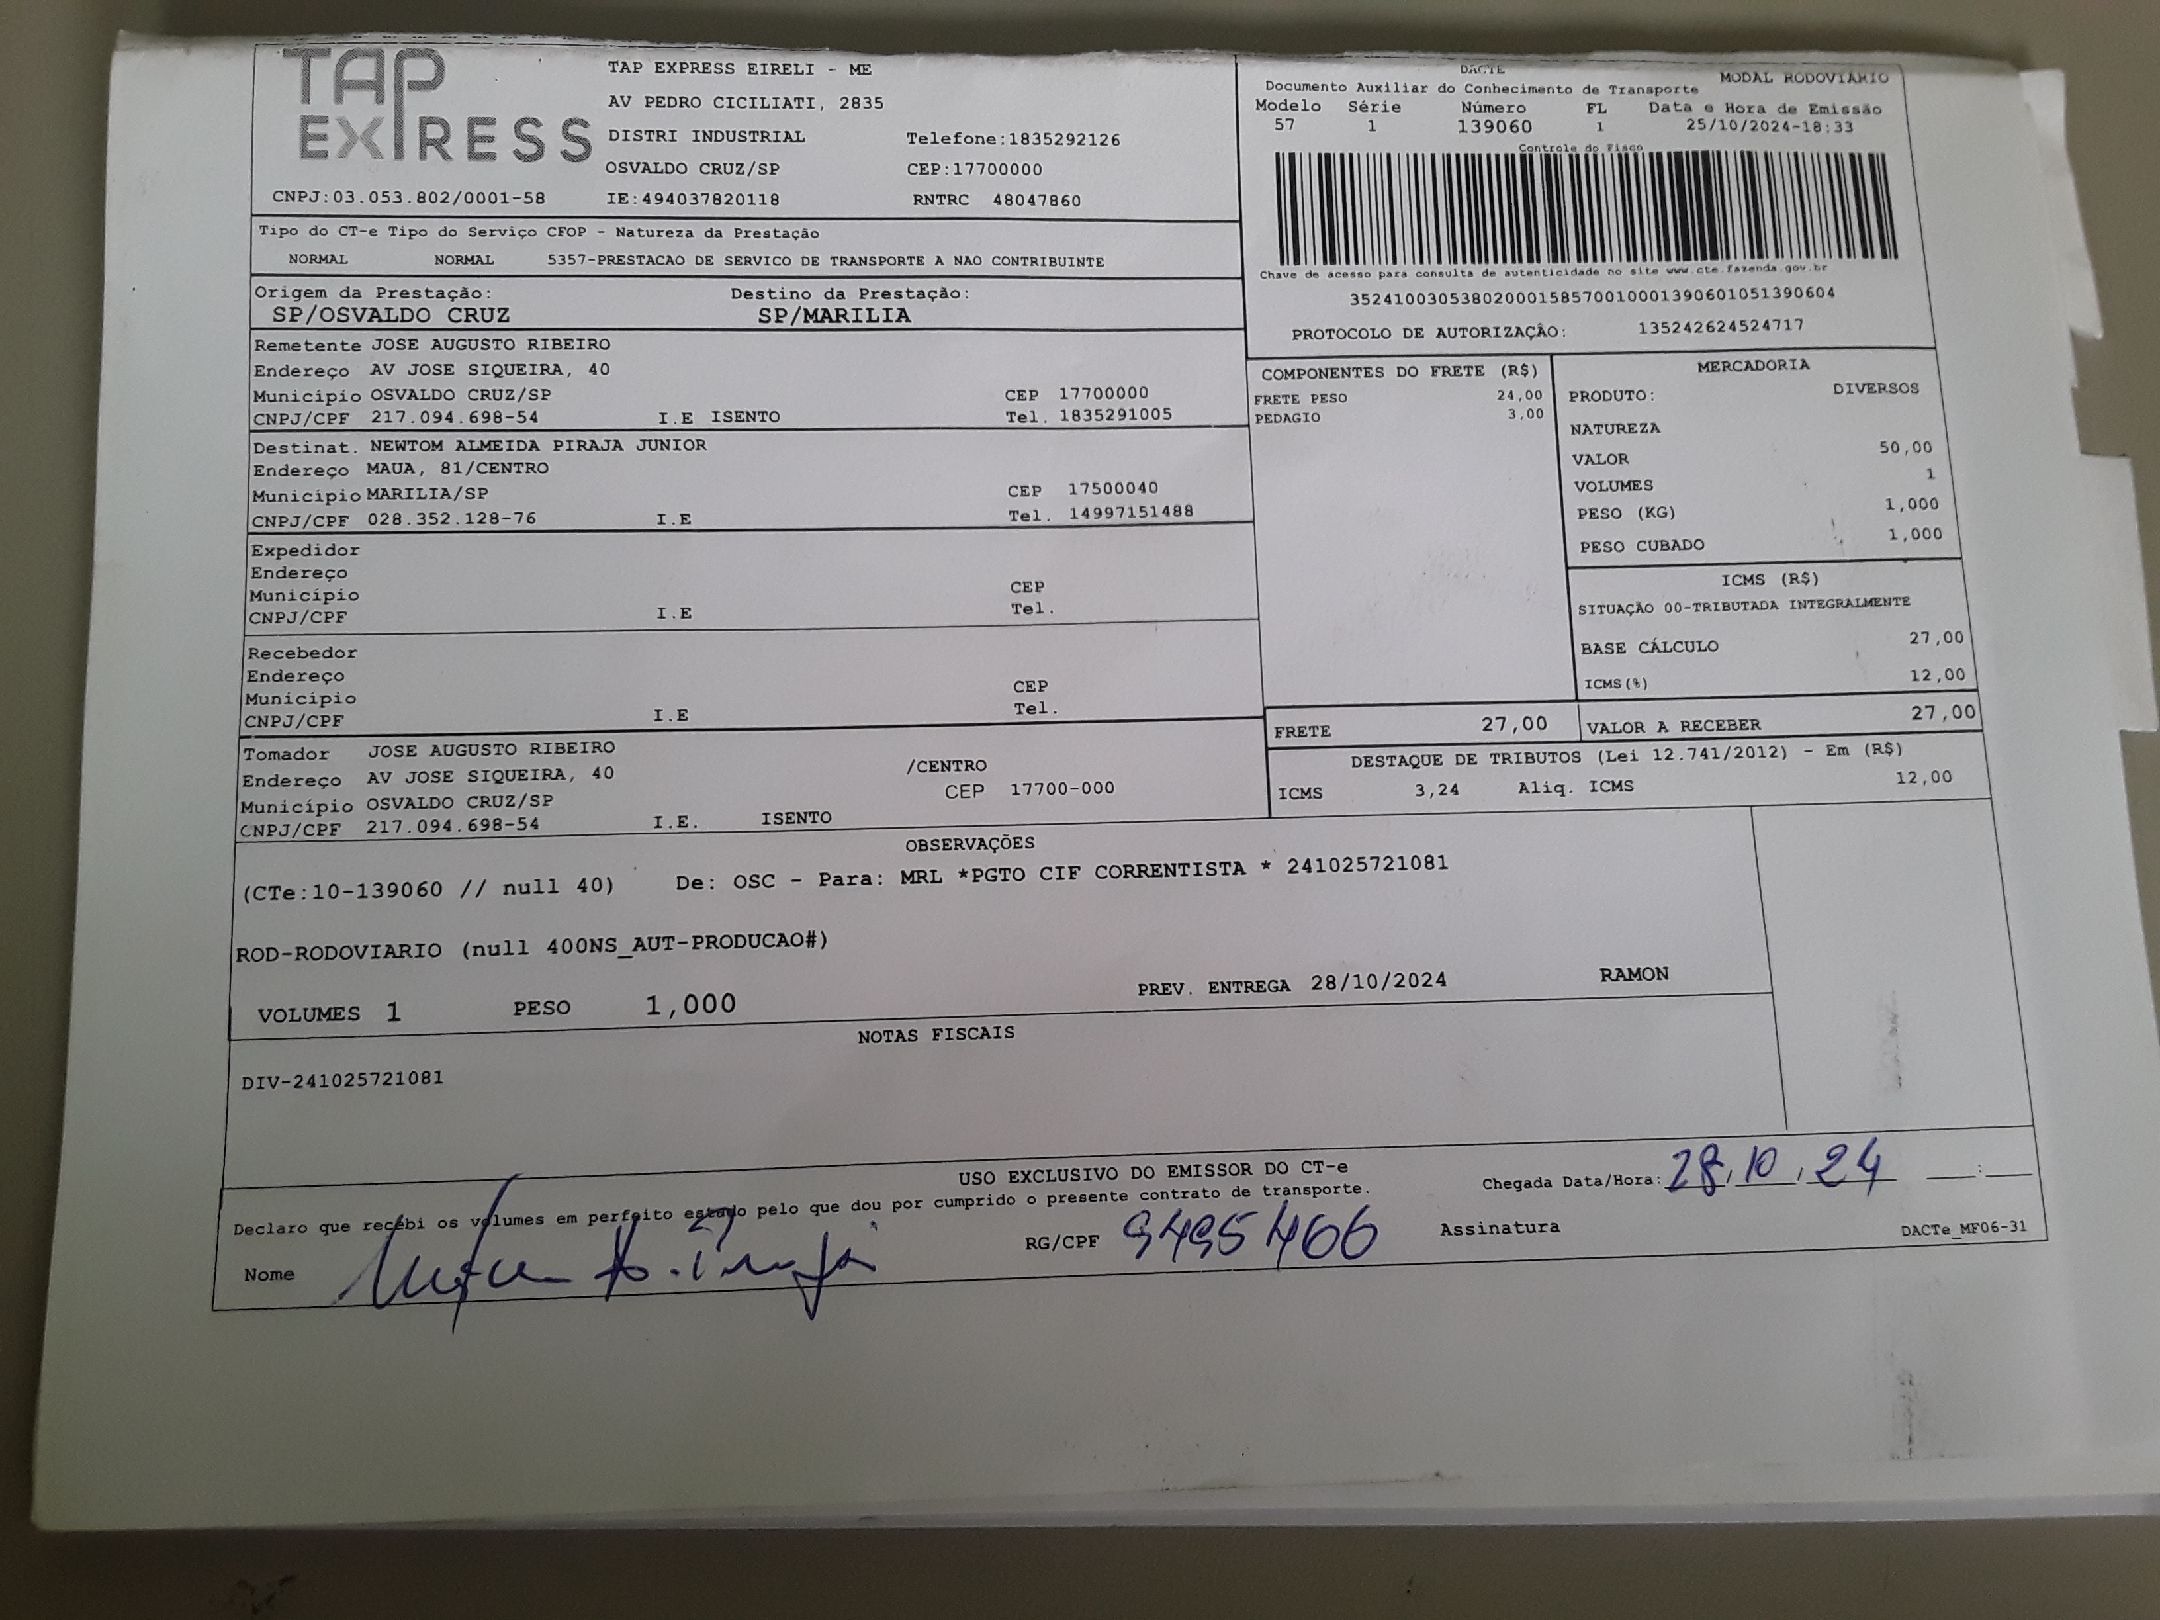 TAP EXPRESS
TAP EXPRESS EIRELI - ME
AV PEDRO CICILIATI, 2835
DISTRI INDUSTRIAL Telefone:1835292126
OSVALDO CRUZ/SP CEP:17700000
CNPJ:03.053.802/0001-58 IE:494037820118 RNTRC 48047860
DACTE MODAL RODOVIÁRIO
Documento Auxiliar do Conhecimento de Transporte
Modelo Série Número FL Data e Hora de Emissão
57 1 139060 1 25/10/2024-18:33
Controle do Fisco
Chave de acesso para consulta de autenticidade no site www.cte.fazenda.gov.br
35241003053802000158570010001390601051390604
PROTOCOLO DE AUTORIZAÇÃO: 135242624524717
Tipo do CT-e Tipo do Serviço CFOP - Natureza da Prestação
NORMAL NORMAL 5357-PRESTACAO DE SERVICO DE TRANSPORTE A NAO CONTRIBUINTE
Origem da Prestação: Destino da Prestação:
SP/OSVALDO CRUZ SP/MARILIA
Remetente JOSE AUGUSTO RIBEIRO
Endereço AV JOSE SIQUEIRA, 40
Município OSVALDO CRUZ/SP CEP 17700000
CNPJ/CPF 217.094.698-54 I.E ISENTO Tel. 1835291005
Destinat. NEWTOM ALMEIDA PIRAJA JUNIOR
Endereço MAUA, 81/CENTRO
Município MARILIA/SP CEP 17500040
CNPJ/CPF 028.352.128-76 I.E Tel. 14997151488
Expedidor
Endereço
Município CEP
CNPJ/CPF I.E Tel.
Recebedor
Endereço
Município CEP
CNPJ/CPF I.E Tel.
Tomador JOSE AUGUSTO RIBEIRO
Endereço AV JOSE SIQUEIRA, 40 /CENTRO
Município OSVALDO CRUZ/SP CEP 17700-000
CNPJ/CPF 217.094.698-54 I.E. ISENTO
COMPONENTES DO FRETE (R$)
FRETE PESO 24,00
PEDAGIO 3,00
MERCADORIA
PRODUTO: DIVERSOS
NATUREZA
VALOR 50,00
VOLUMES 1
PESO (KG) 1,000
PESO CUBADO 1,000
ICMS (R$)
SITUAÇÃO 00-TRIBUTADA INTEGRALMENTE
BASE CÁLCULO 27,00
ICMS(%) 12,00
FRETE 27,00 VALOR A RECEBER 27,00
DESTAQUE DE TRIBUTOS (Lei 12.741/2012) - Em (R$)
ICMS 3,24 Aliq. ICMS 12,00
OBSERVAÇÕES
(CTe:10-139060 // null 40) De: OSC - Para: MRL *PGTO CIF CORRENTISTA * 241025721081
ROD-RODOVIARIO (null 400NS_AUT-PRODUCAO#)
VOLUMES 1 PESO 1,000 PREV. ENTREGA 28/10/2024 RAMON
NOTAS FISCAIS
DIV-241025721081
USO EXCLUSIVO DO EMISSOR DO CT-e
Declaro que recebi os volumes em perfeito estado pelo que dou por cumprido o presente contrato de transporte.
Chegada Data/Hora: 28,10,24 :
Nome RG/CPF 9495466 Assinatura
DACTe_MF06-31